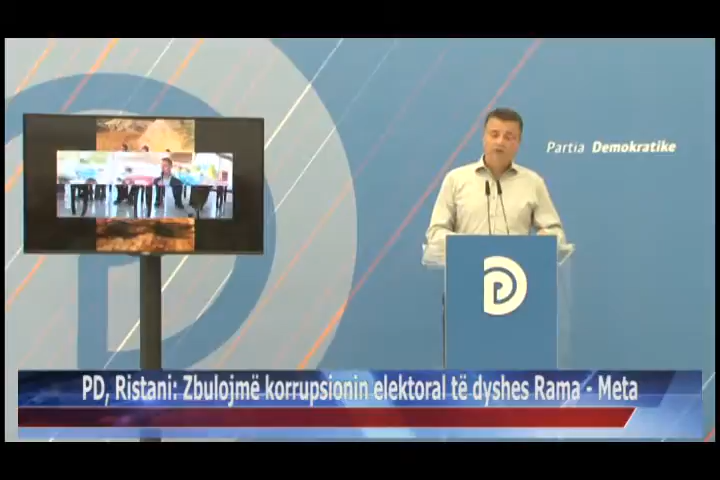 Partia Demokratike
PD, Ristani: Zbulojmë korrupsionin elektoral të dyshes Rama - Meta